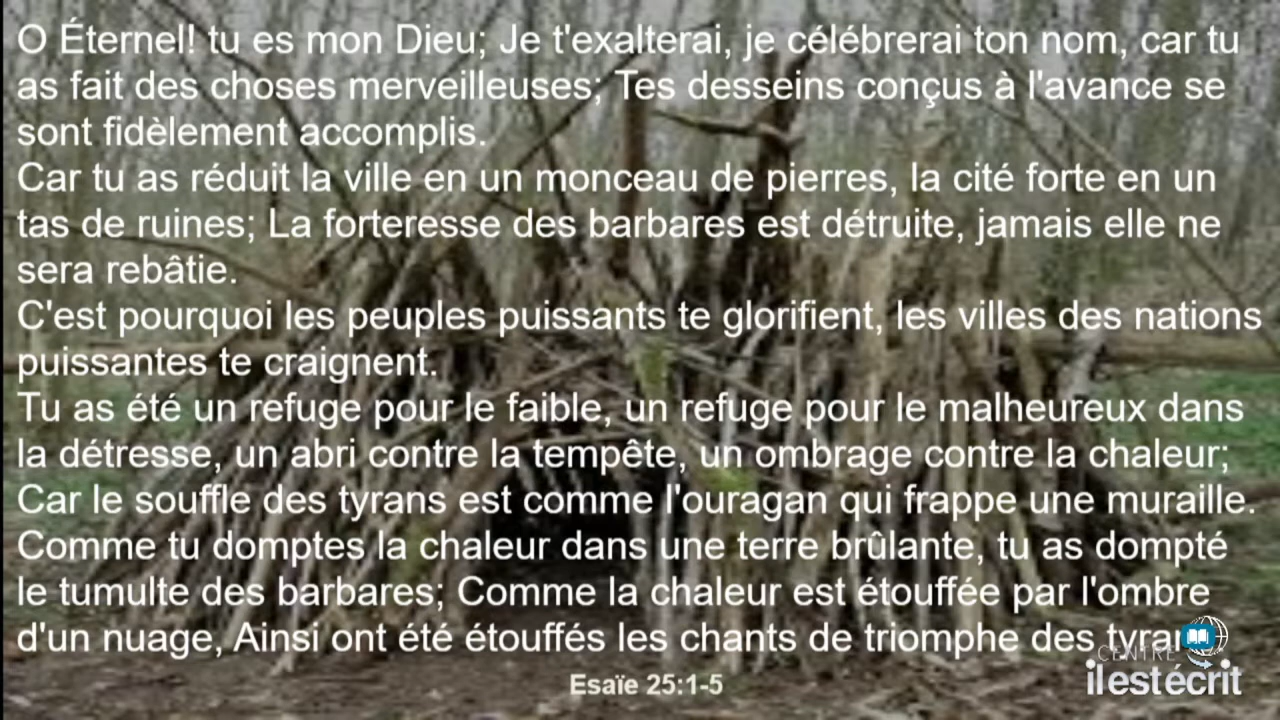 O Éternel! tu es mon Dieu; Je t'exalterai, je célébrerai ton nom, car tu
as fait des choses merveilleuses; Tes desseins conçus à l'avance se
sont fidèlement accomplis.
Car tu as réduit la ville en un monceau de pierres, la cité forte en un
tas de ruines; La forteresse des barbares est détruite, jamais elle ne
sera rebâtie.
C'est pourquoi les peuples puissants te glorifient, les villes des nations
puissantes te craignent.
Tu as été un refuge pour le faible, un refuge pour le malheureux dans
la détresse, un abri contre la tempête, un ombrage contre la chaleur;
Car le souffle des tyrans est comme l'ouragan qui frappe une muraille.
Comme tu domptes la chaleur dans une terre brûlante, tu as dompté
le tumulte des barbares; Comme la chaleur est étouffée par l'ombre
d'un nuage, Ainsi ont été étouffés les chants de triomphe des
CENTRE
ilestécrit
Esaïe 25:1-5